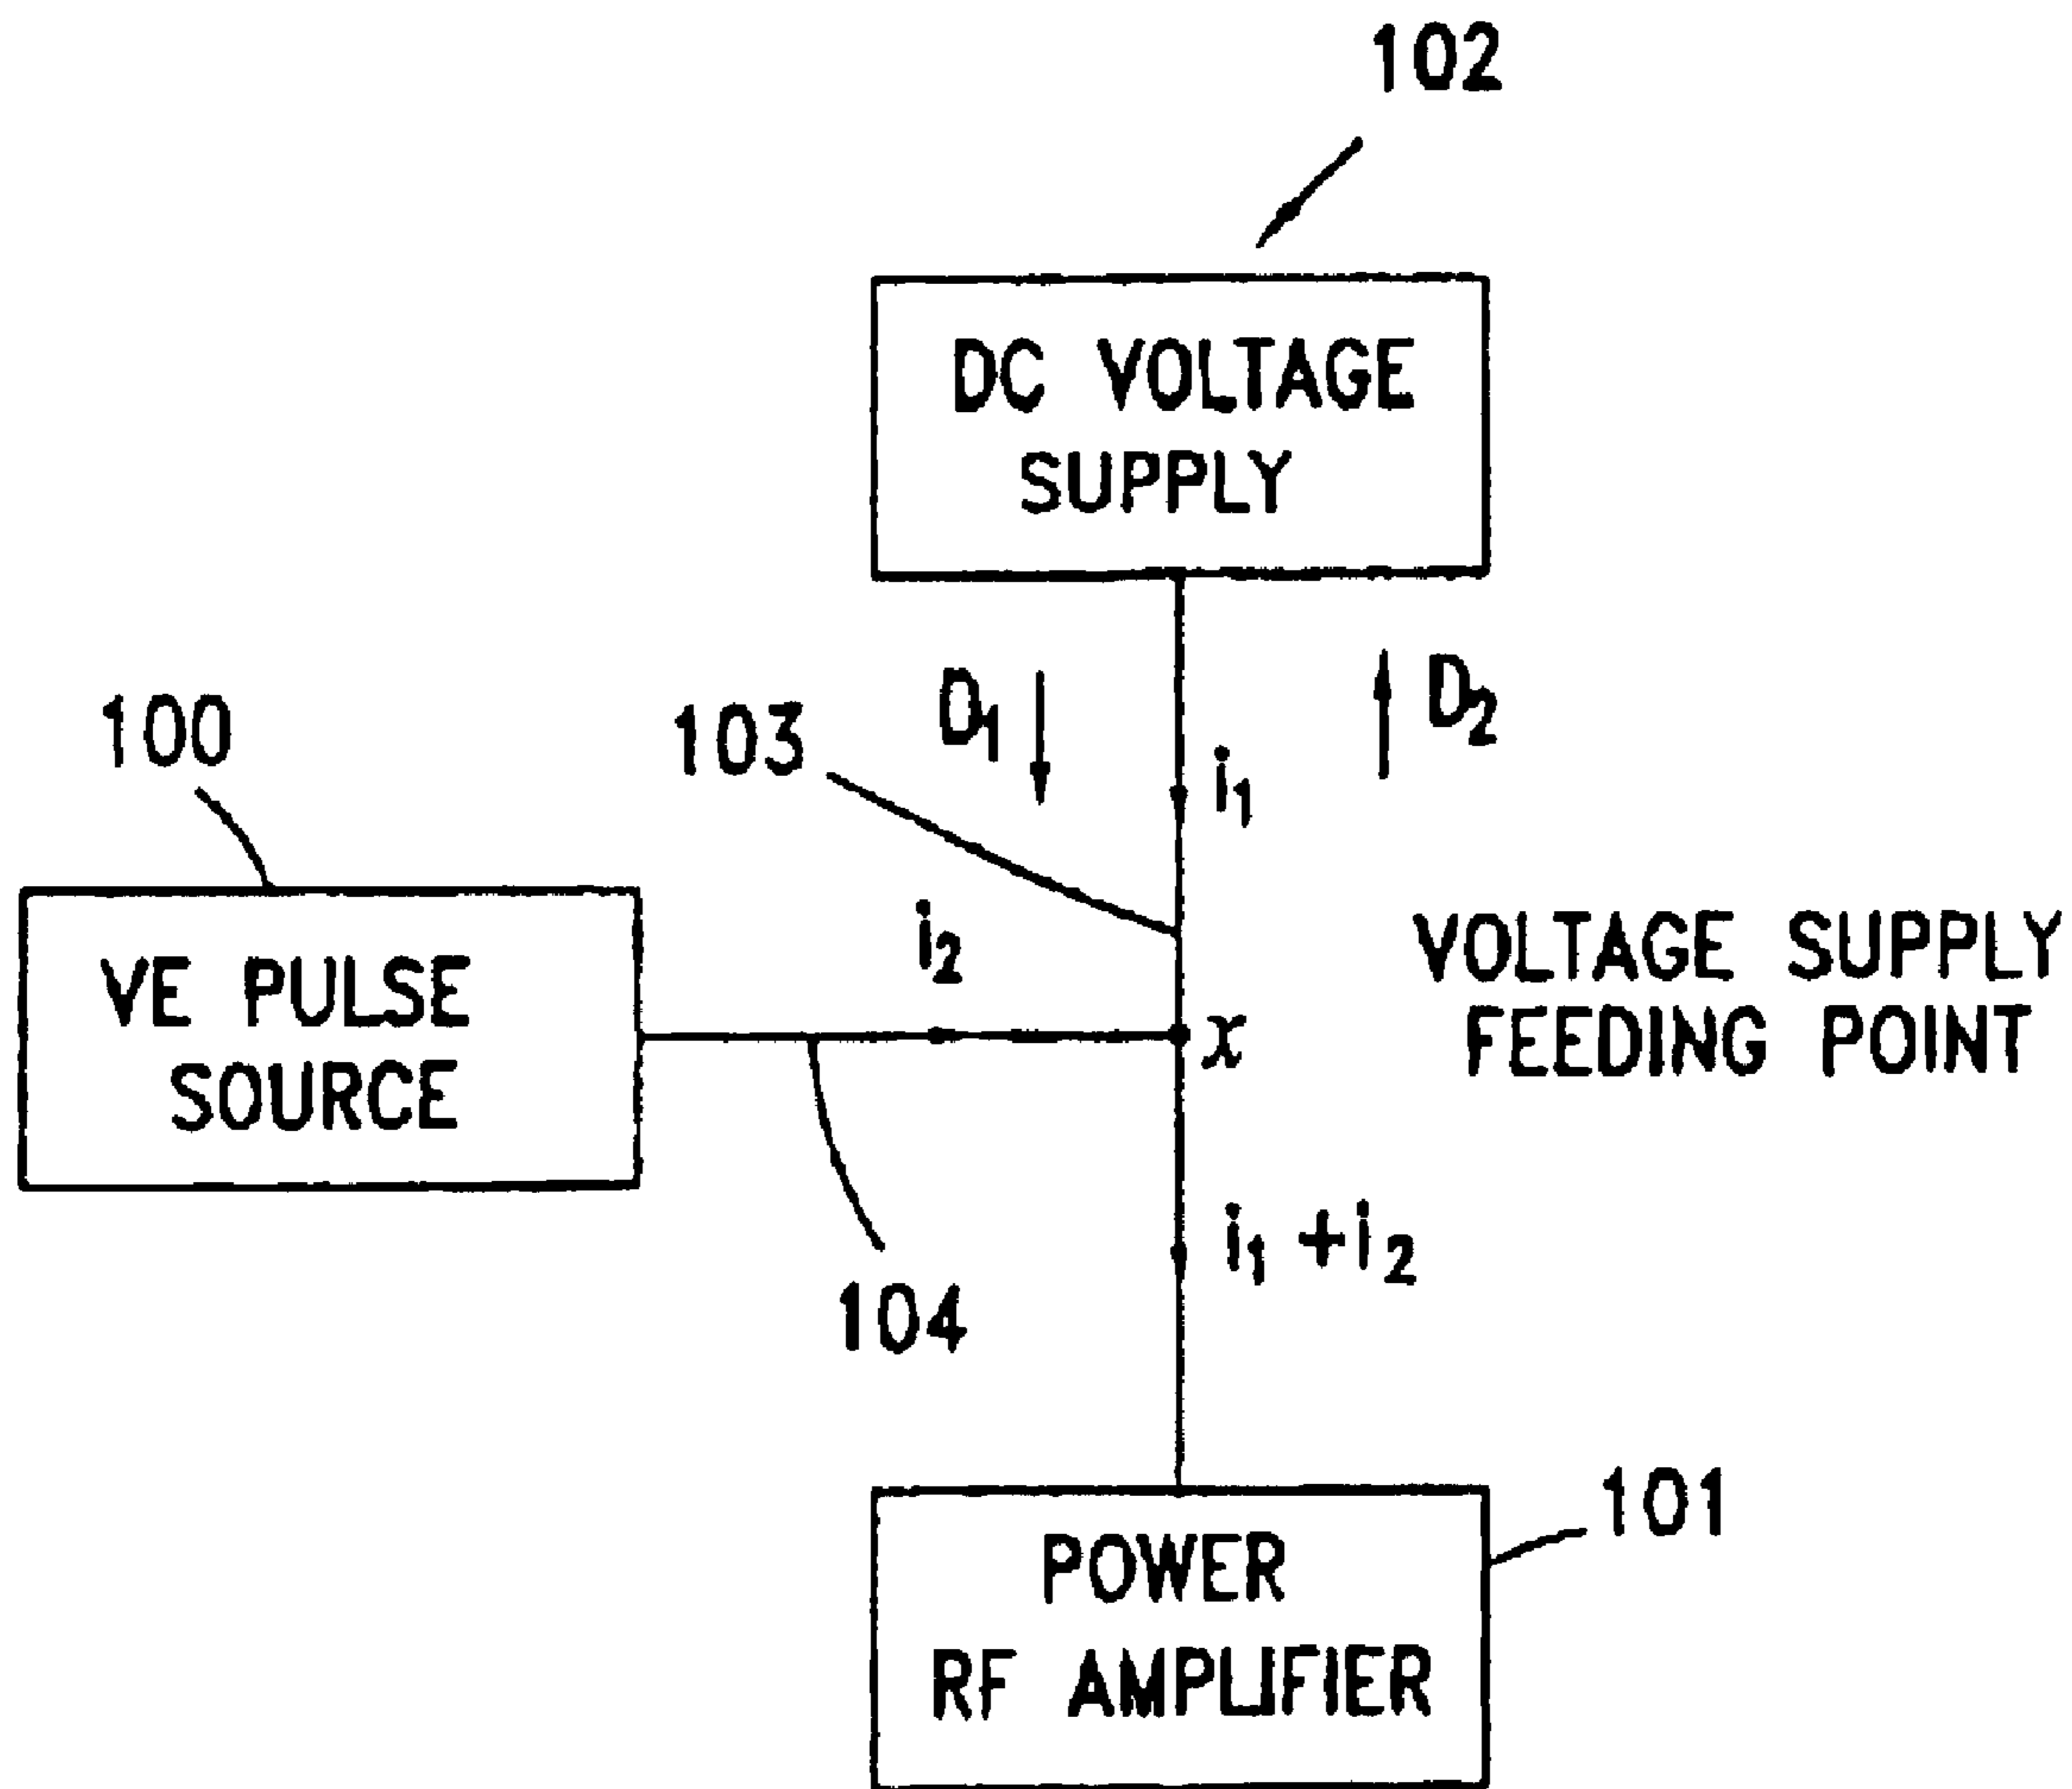 102
DC VOLTAGE
SUPPLY
D1
D2
100
103
i1
i2
VE PULSE
SOURCE
x
VOLTAGE SUPPLY
FEEDING POINT
i1 + i2
104
101
POWER
RF AMPLIFIER